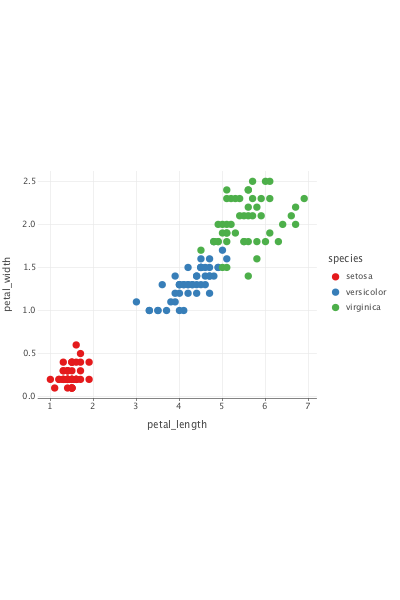 2.5
2.0
1.5
1.0
0.5
0.0
1 2 3 4 5 6 7
petal_width
petal_length
species
setosa
versicolor
virginica